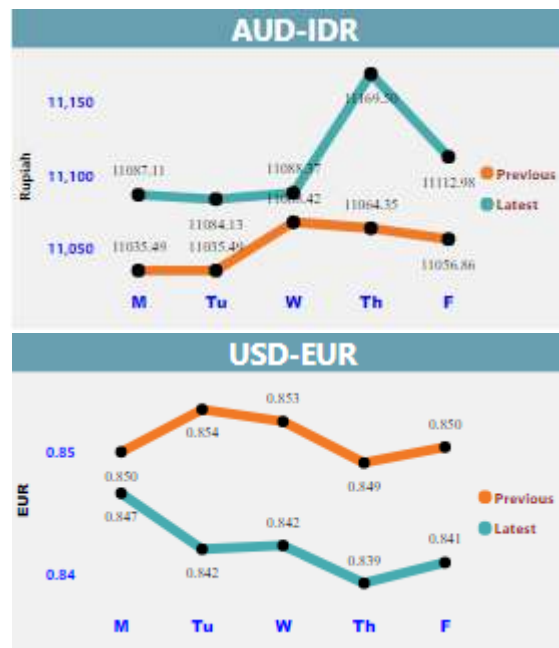 AUD-IDR
11,150
11169.50
11,100
11087.11
11088.37
11064.35
11112.98
Previous
Latest
Rupiah
11084.13
11,050
11035.49
11035.49
11056.86
M Tu W Th F
USD-EUR
0.853
0.854
0.850
0.85
0.850
0.849
0.847
Previous
EUR
0.842
0.841
Latest
0.842
0.839
0.84
M Tu W Th F